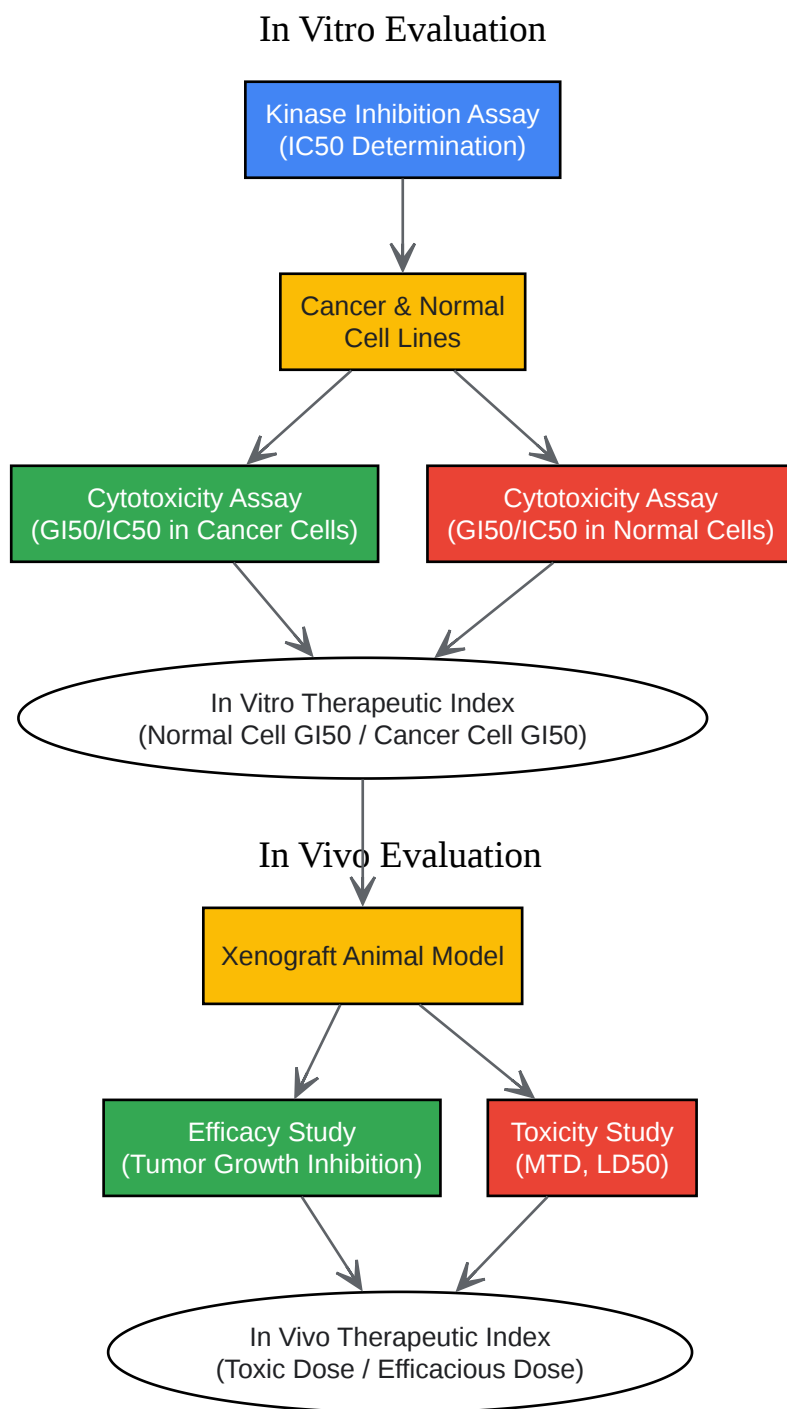 In Vitro Evaluation
Kinase Inhibition Assay
(IC50 Determination)
Cancer & Normal
Cell Lines
Cytotoxicity Assay
(GI50/IC50 in Cancer Cells)
Cytotoxicity Assay
(GI50/IC50 in Normal Cells)
In Vitro Therapeutic Index
(Normal Cell GI50 / Cancer Cell GI50)
In Vivo Evaluation
Xenograft Animal Model
Efficacy Study
(Tumor Growth Inhibition)
Toxicity Study
(MTD, LD50)
In Vivo Therapeutic Index
(Toxic Dose / Efficacious Dose)